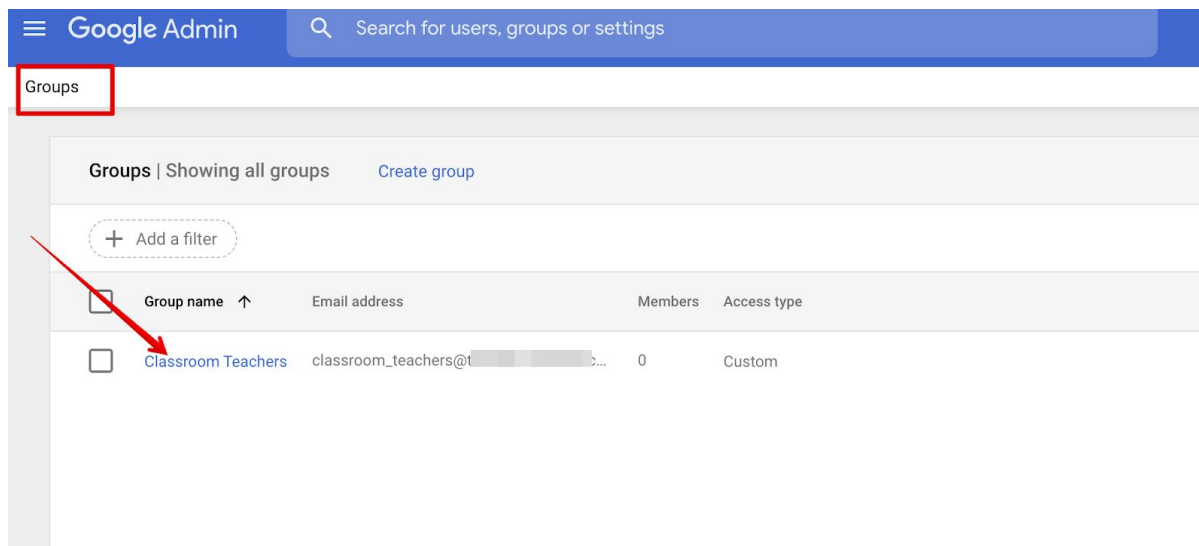 Google Admin
Search for users, groups or settings
Groups
Groups | Showing all groups Create group
+ Add a filter
Group name ↑ Email address Members Access type
Classroom Teachers classroom_teachers@t c... 0 Custom